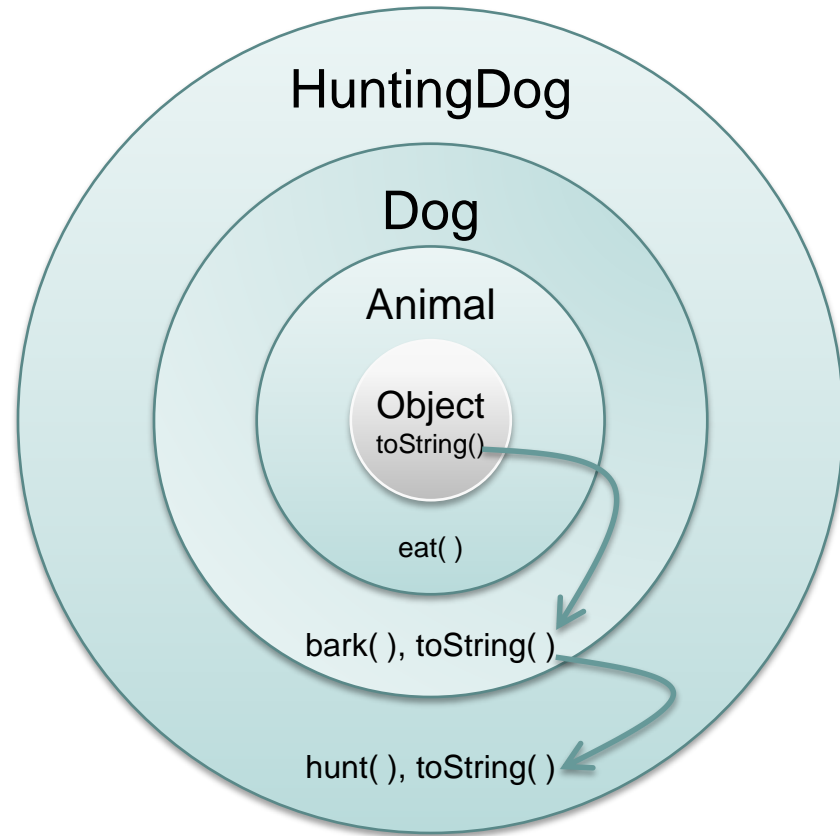 HuntingDog
Dog
Animal
Object
toString()
eat( )
bark( ), toString( )
hunt( ), toString( )